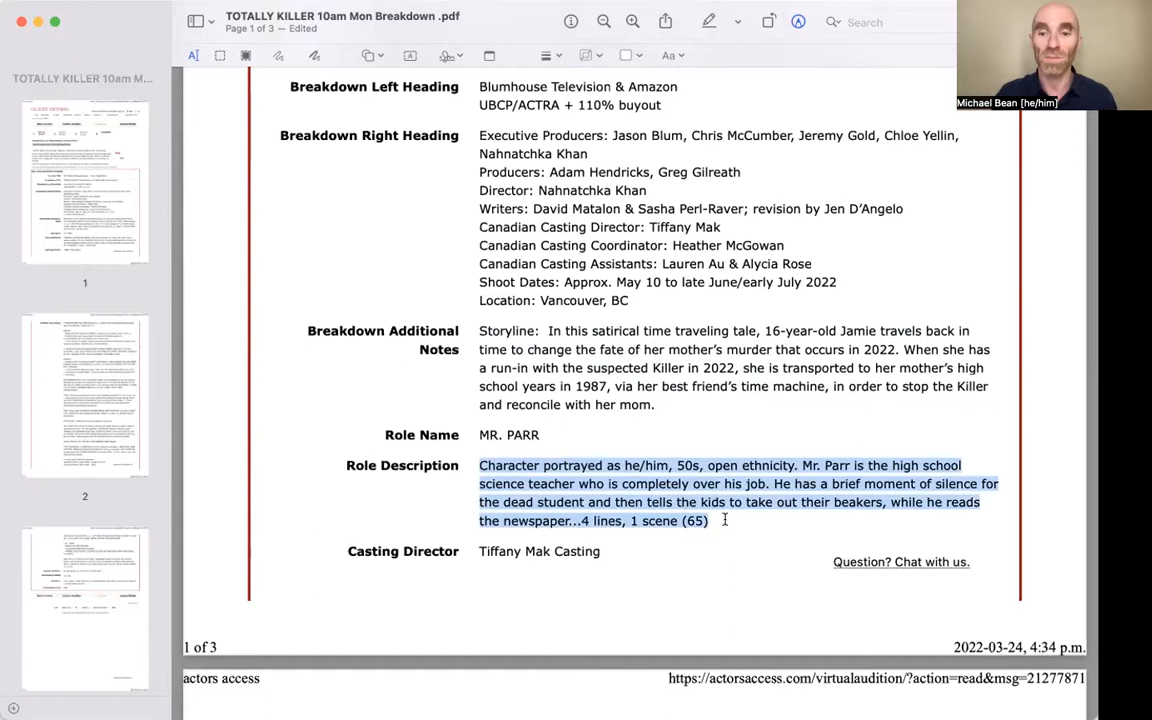 TOTALLY KILLER 10am Mon Breakdown .pdf
Page 1 of 3 – Edited
Search
Aa
Michael Bean [he/him]
TOTALLY KILLER 10am M...
1
2
Breakdown Left Heading
Blumhouse Television & Amazon
UBCP/ACTRA + 110% buyout
Breakdown Right Heading
Executive Producers: Jason Blum, Chris McCumber, Jeremy Gold, Chloe Yellin,
Nahnatchka Khan
Producers: Adam Hendricks, Greg Gilreath
Director: Nahnatchka Khan
Writers: David Matalon & Sasha Perl-Raver; revision by Jen D'Angelo
Canadian Casting Director: Tiffany Mak
Canadian Casting Coordinator: Heather McGowan
Canadian Casting Assistants: Lauren Au & Alycia Rose
Shoot Dates: Approx. May 10 to late June/early July 2022
Location: Vancouver, BC
Breakdown Additional
Notes
Storyline: In this satirical time traveling tale, 16-year-old Jamie travels back in
time to change the fate of her mother's murder that occurs in 2022. When she has
a run-in with the suspected Killer in 2022, she is transported to her mother's high
school years in 1987, via her best friend's time machine, in order to stop the Killer
and reconcile with her mom.
Role Name
MR. PARR
Role Description
Character portrayed as he/him, 50s, open ethnicity. Mr. Parr is the high school
science teacher who is completely over his job. He has a brief moment of silence for
the dead student and then tells the kids to take out their beakers, while he reads
the newspaper...4 lines, 1 scene (65)
Casting Director
Tiffany Mak Casting
Question? Chat with us.
1 of 3
2022-03-24, 4:34 p.m.
actors access
https://actorsaccess.com/virtualaudition/?action=read&msg=21277871